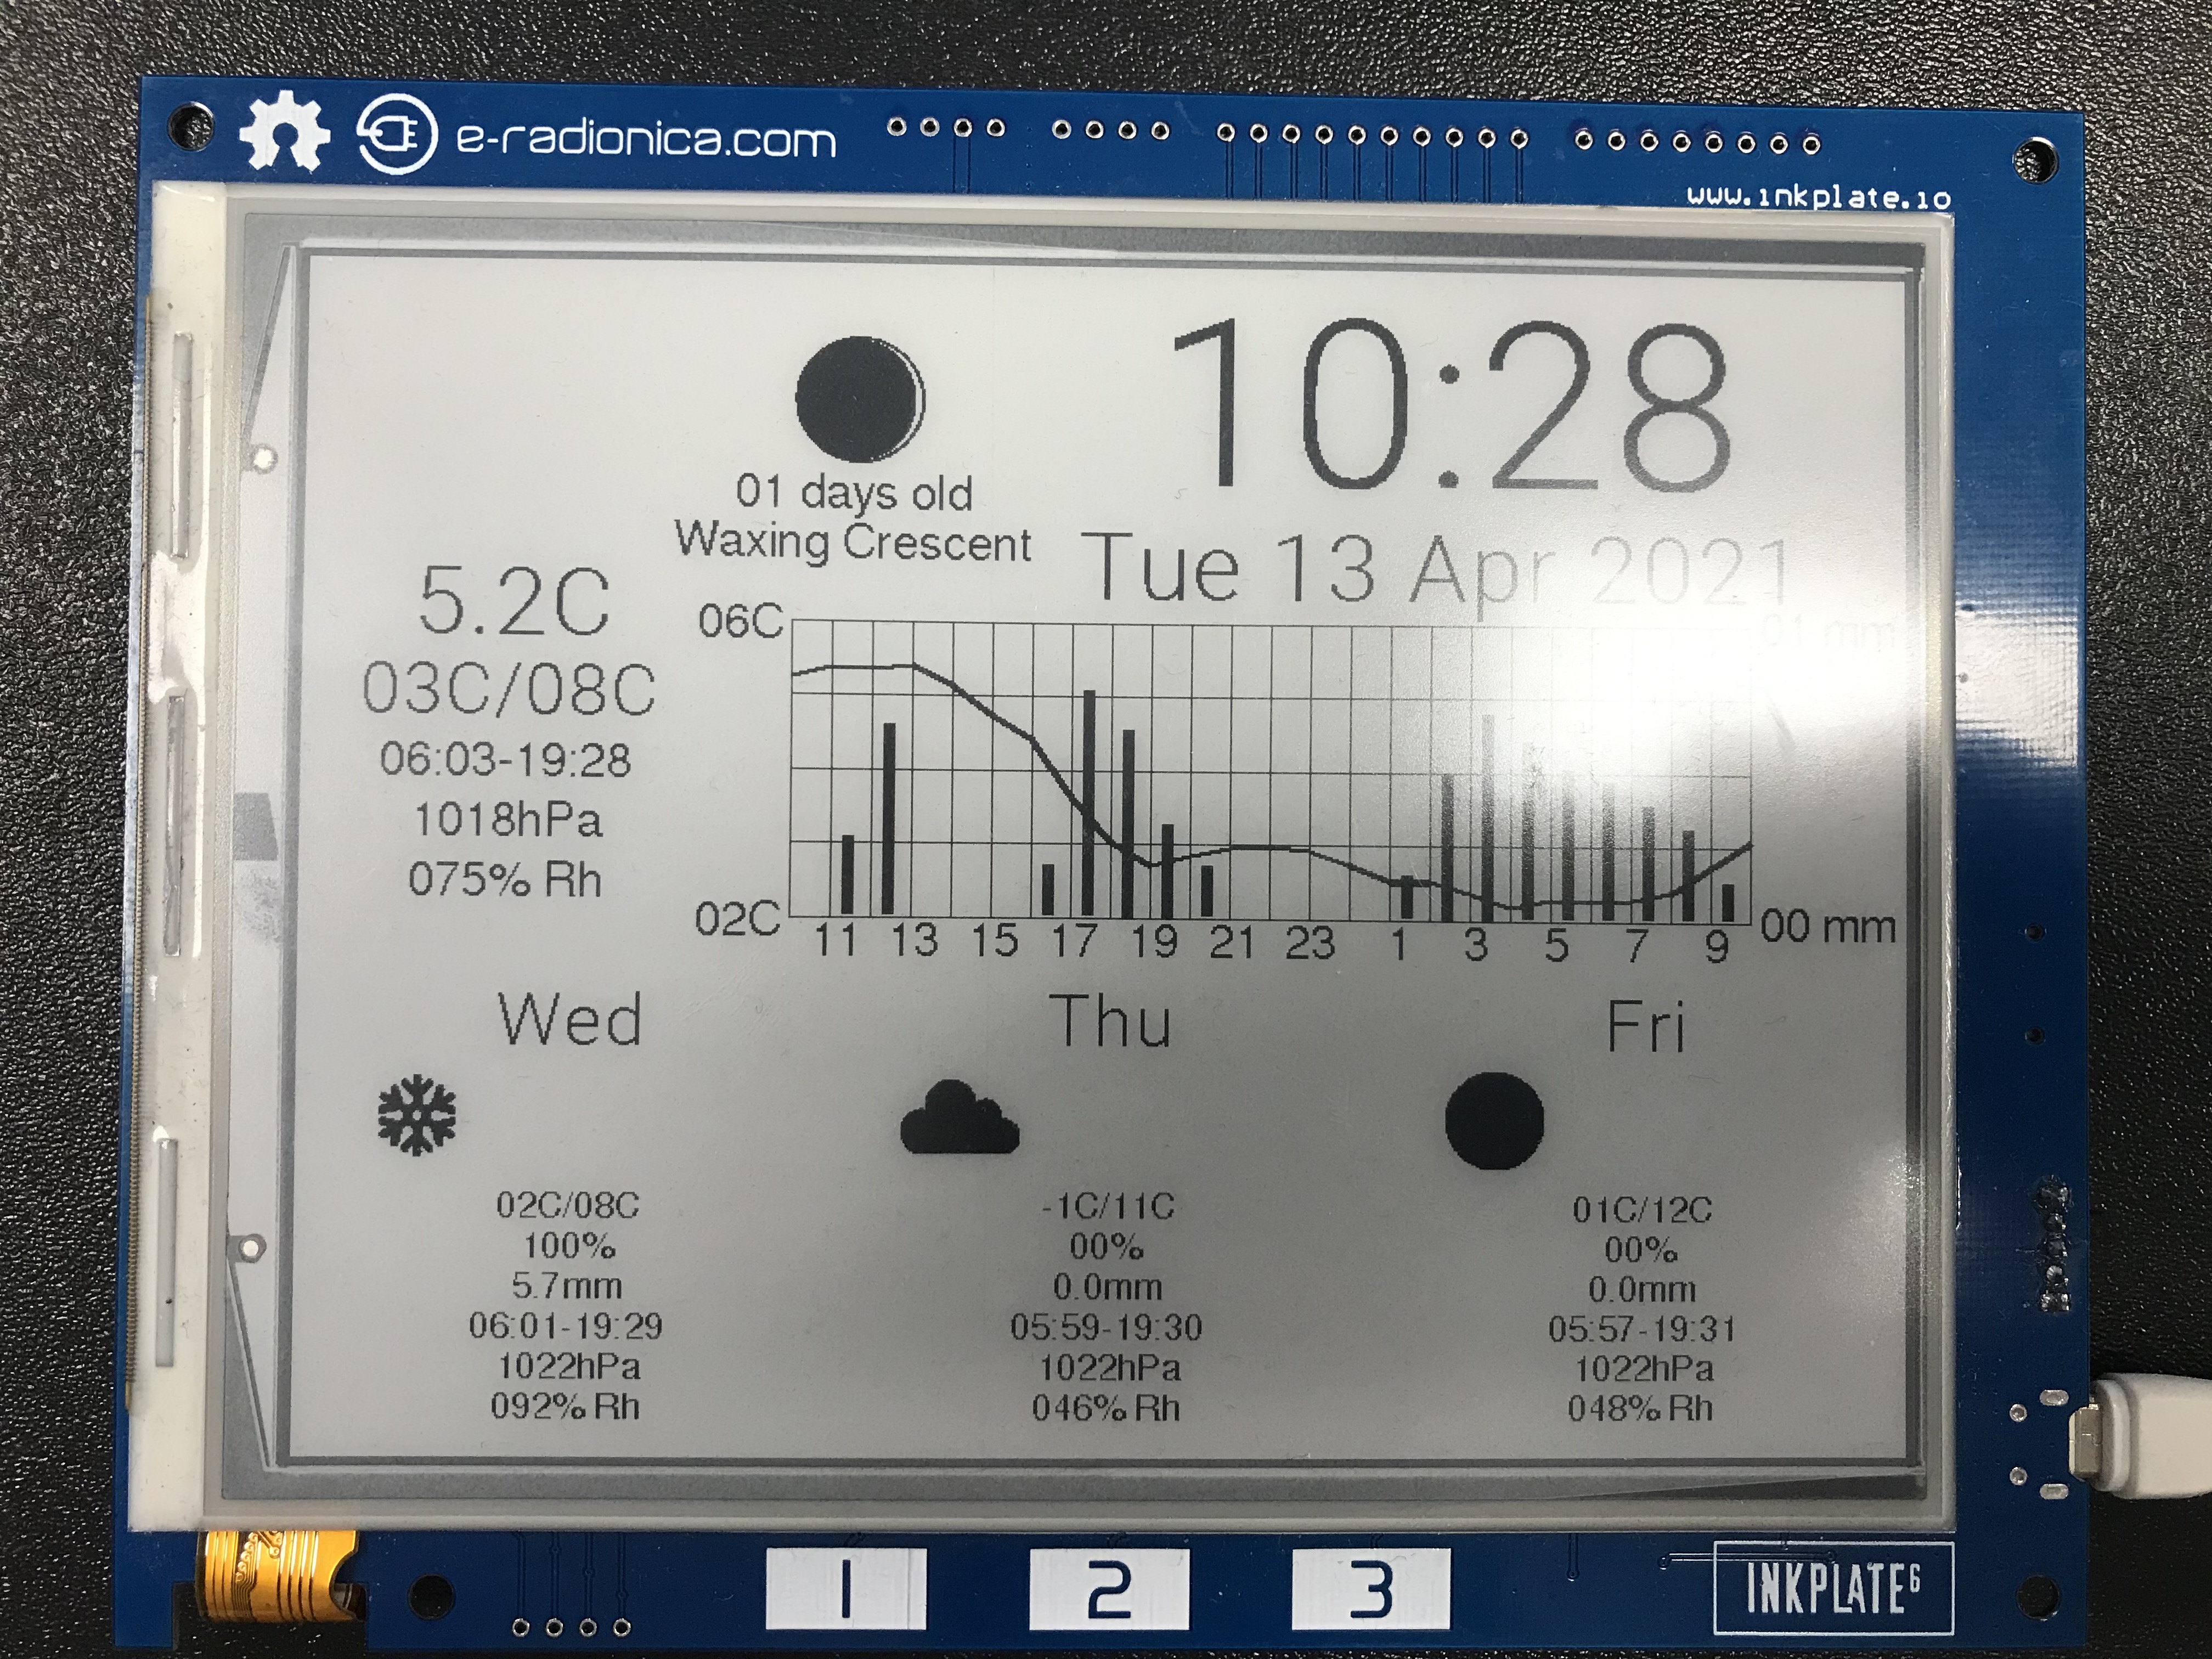 e-radionica.com
www.inkplate.io
10:28
01 days old
Waxing Crescent
Tue 13 Apr 2021
5.2C
03C/08C
06:03-19:28
1018hPa
075% Rh
06C
01 mm
02C
00 mm
11 13 15 17 19 21 23 1 3 5 7 9
Wed
02C/08C
100%
5.7mm
06:01-19:29
1022hPa
092% Rh
Thu
-1C/11C
00%
0.0mm
05:59-19:30
1022hPa
046% Rh
Fri
01C/12C
00%
0.0mm
05:57-19:31
1022hPa
048% Rh
1 2 3
INKPLATE6